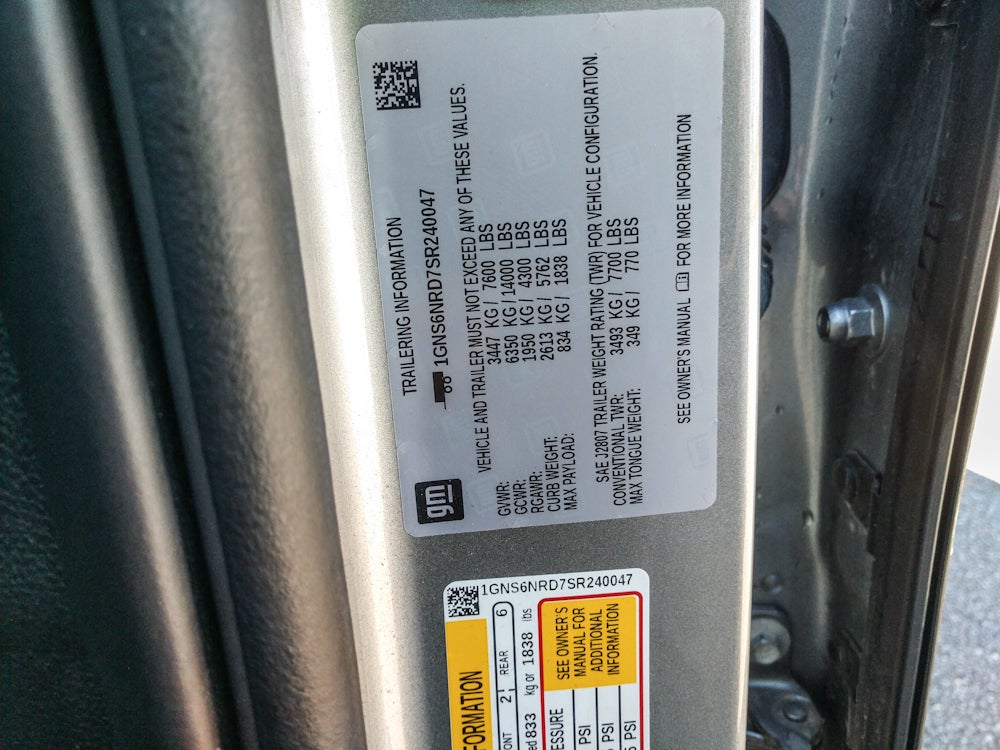 gm
TRAILERING INFORMATION
1GNS6NRD7SR240047
VEHICLE AND TRAILER MUST NOT EXCEED ANY OF THESE VALUES.
GVWR: 3447 KG / 7600 LBS
GCWR: 6350 KG / 14000 LBS
RGAWR: 1950 KG / 4300 LBS
CURB WEIGHT: 2613 KG / 5762 LBS
MAX PAYLOAD: 834 KG / 1838 LBS
SAE J2807 TRAILER WEIGHT RATING (TWR) FOR VEHICLE CONFIGURATION.
CONVENTIONAL TWR: 3493 KG / 7700 LBS
MAX TONGUE WEIGHT: 349 KG / 770 LBS
SEE OWNER'S MANUAL FOR MORE INFORMATION
1GNS6NRD7SR240047
ORMATION
ONT 2 REAR 6
833 kg or 1838 lbs
ESSURE
PSI
PSI
PSI
SEE OWNER'S
MANUAL FOR
ADDITIONAL
INFORMATION